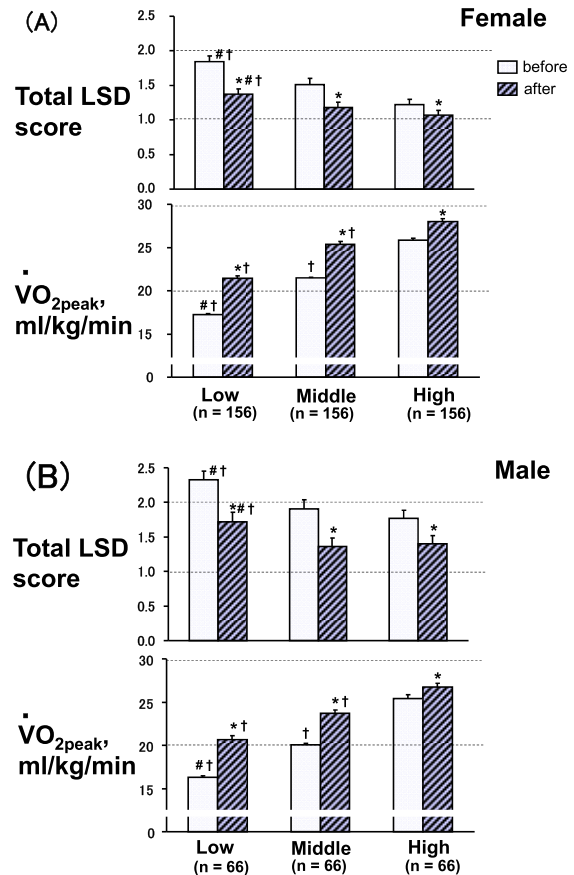 (A)
Female
before
after
Total LSD
score
2.5
2.0
1.5
1.0
0.5
0.0
#†
*#†
*
*
V̇O2peak,
ml/kg/min
30
25
20
15
0
#†
*†
†
*†
*
Low
(n = 156)
Middle
(n = 156)
High
(n = 156)
(B)
Male
Total LSD
score
2.5
2.0
1.5
1.0
0.5
0.0
#†
*#†
*
*
V̇O2peak,
ml/kg/min
30
25
20
15
0
#†
*†
†
*†
*
Low
(n = 66)
Middle
(n = 66)
High
(n = 66)